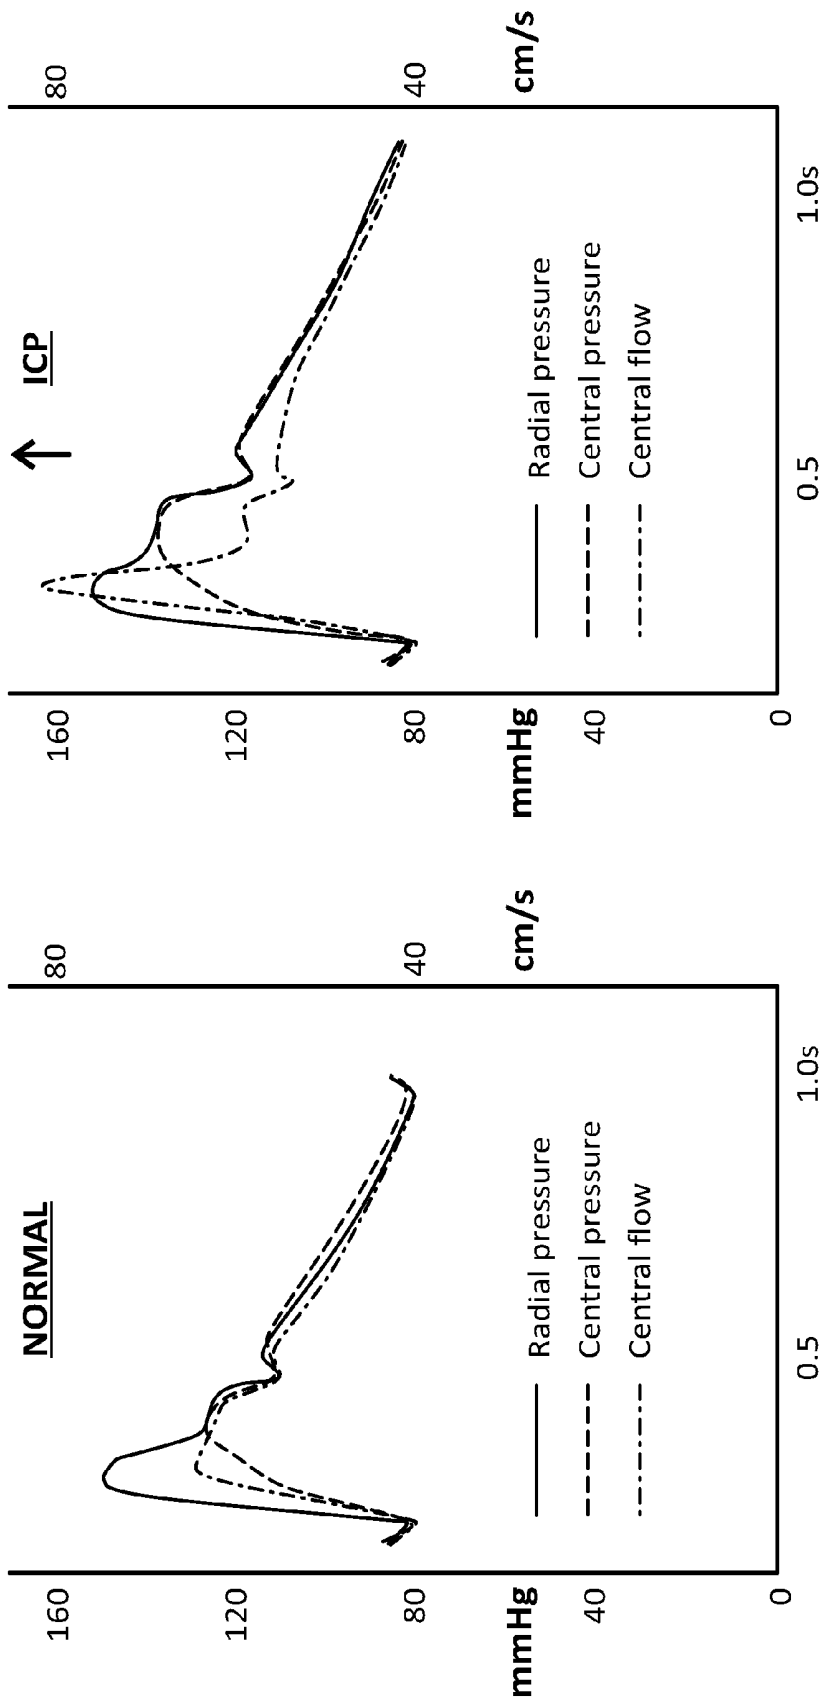 NORMAL
160
120
80
mmHg
40
0
80
40
cm/s
Radial pressure
Central pressure
Central flow
0.5
1.0s
ICP
160
120
80
mmHg
40
0
80
40
cm/s
Radial pressure
Central pressure
Central flow
0.5
1.0s